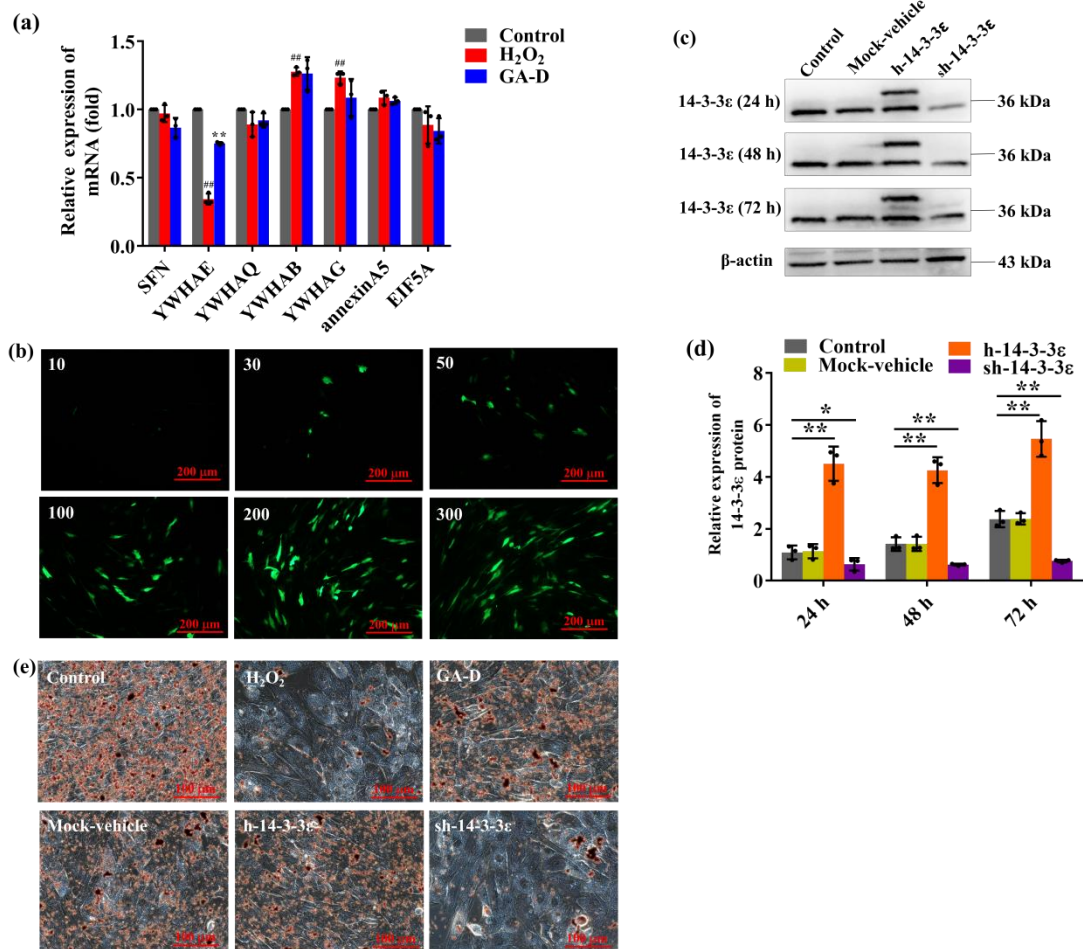 (a)
Relative expression of
mRNA (fold)
1.5
1.0
0.5
0.0
Control
H₂O₂
GA-D
##
**
##
##
SFN
YWHAE
YWHAQ
YWHAB
YWHAG
annexinA5
EIF5A
(b)
10
30
50
200 μm
200 μm
200 μm
100
200
300
200 μm
200 μm
200 μm
(c)
Control
Mock-vehicle
h-14-3-3ε
sh-14-3-3ε
14-3-3ε (24 h)
36 kDa
14-3-3ε (48 h)
36 kDa
14-3-3ε (72 h)
36 kDa
β-actin
43 kDa
(d)
Control
Mock-vehicle
h-14-3-3ε
sh-14-3-3ε
Relative expression of
14-3-3ε protein
8
6
4
2
0
*
**
**
**
**
**
24 h
48 h
72 h
(e)
Control
H₂O₂
GA-D
100 μm
100 μm
100 μm
Mock-vehicle
h-14-3-3ε
sh-14-3-3ε
100 μm
100 μm
100 μm